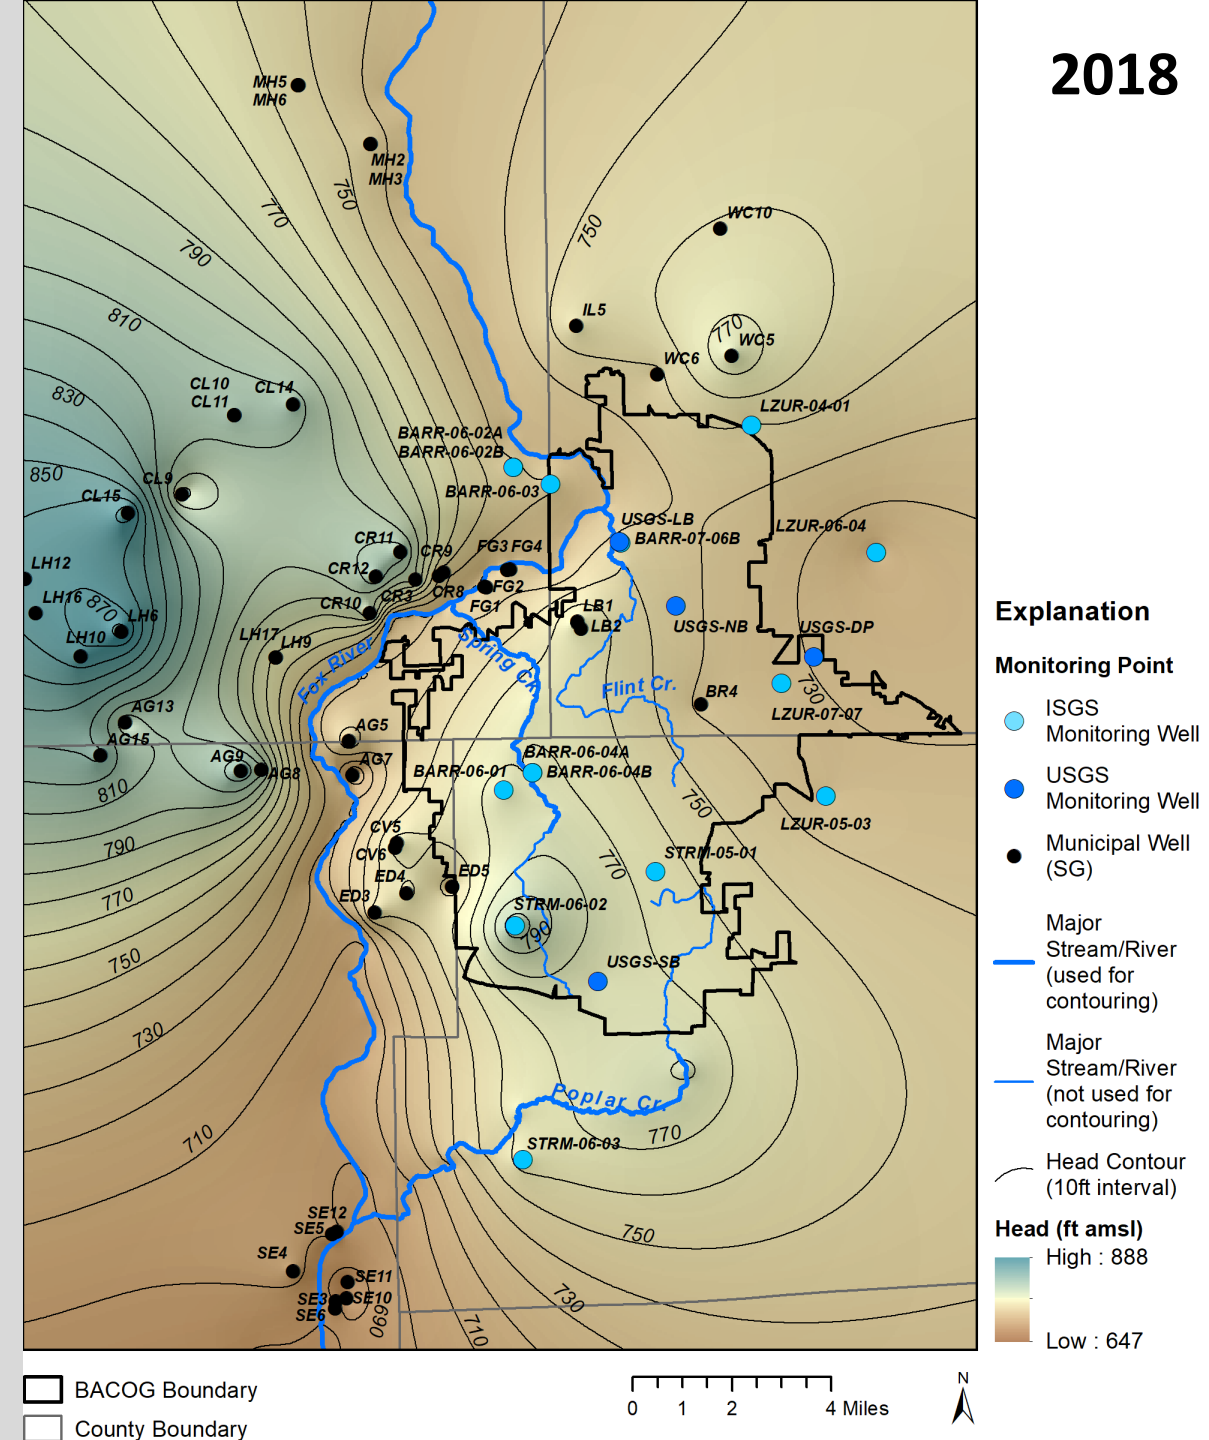 2018
MH5
MH6
MH2
MH3
750
770
WC10
750
790
IL5
810
770
WC5
WC6
CL10
CL11
CL14
830
LZUR-04-01
BARR-06-02A
BARR-06-02B
850
CL9
BARR-06-03
CL15
USGS-LB
BARR-07-06B
LZUR-06-04
CR11
CR9
FG3 FG4
LH12
CR12
CR3
CR8
FG2
FG1
LH16
870
CR10
LH6
LB1
LB2
USGS-NB
USGS-DP
LH10
LH17
LH9
Fox River
Spring Ck.
Flint Cr.
BR4
730
LZUR-07-07
AG13
AG5
AG15
AG9
AG8
AG7
BARR-06-04A
BARR-06-01
BARR-06-04B
810
750
LZUR-05-03
790
CV5
CV6
770
STRM-05-01
ED4
ED5
770
ED3
STRM-06-02
790
750
USGS-SB
730
Poplar Cr.
710
770
STRM-06-03
SE12
SE5
750
SE4
SE11
SE3
SE10
SE6
690
730
710
Explanation
Monitoring Point
ISGS
Monitoring Well
USGS
Monitoring Well
Municipal Well
(SG)
Major
Stream/River
(used for
contouring)
Major
Stream/River
(not used for
contouring)
Head Contour
(10ft interval)
Head (ft amsl)
High : 888
Low : 647
BACOG Boundary
County Boundary
0 1 2 4 Miles
N